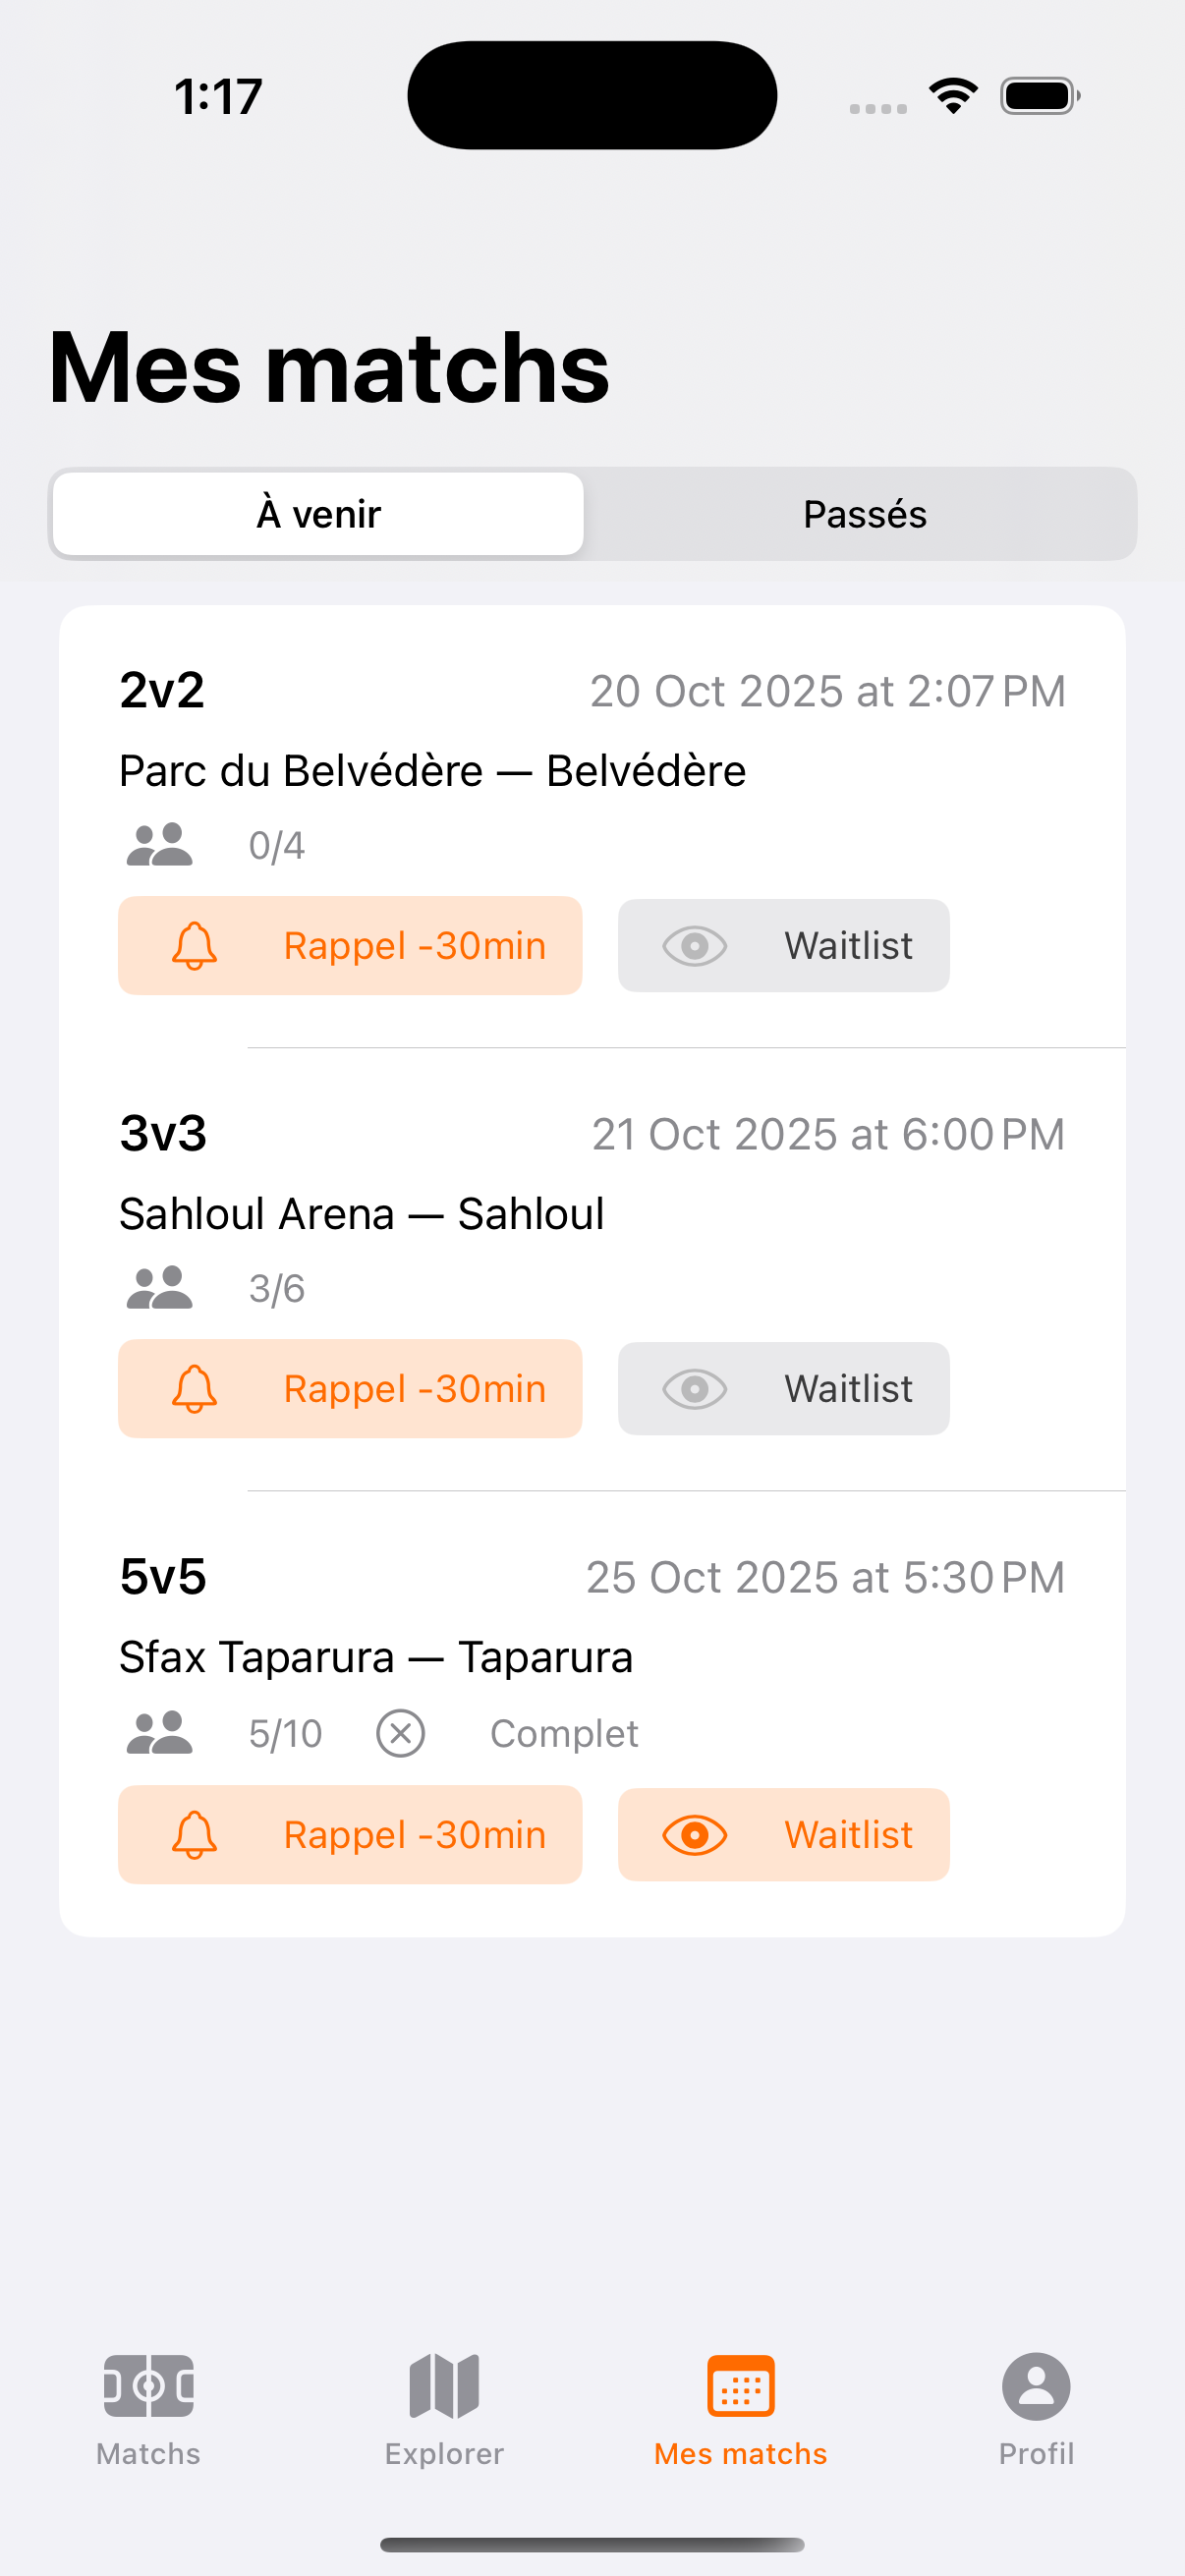 1:17
Mes matchs
À venir Passés
2v2 20 Oct 2025 at 2:07 PM
Parc du Belvédère — Belvédère
0/4
Rappel -30min Waitlist
3v3 21 Oct 2025 at 6:00 PM
Sahloul Arena — Sahloul
3/6
Rappel -30min Waitlist
5v5 25 Oct 2025 at 5:30 PM
Sfax Taparura — Taparura
5/10 Complet
Rappel -30min Waitlist
Matchs Explorer Mes matchs Profil